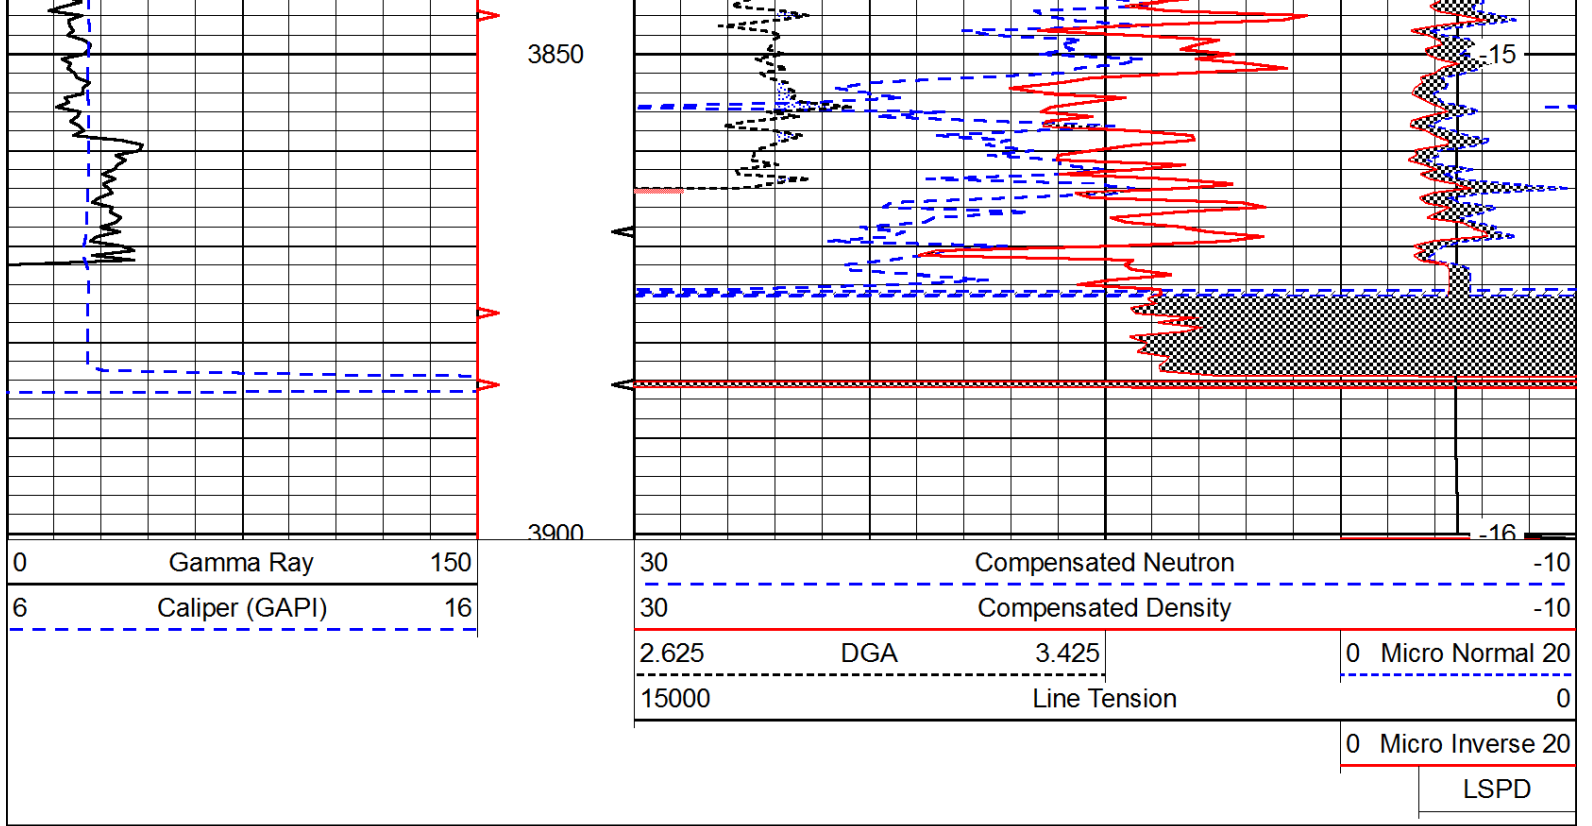 3850
-15
3900
-16
0 Gamma Ray 150
6 Caliper (GAPI) 16
30 Compensated Neutron -10
30 Compensated Density -10
2.625 DGA 3.425
0 Micro Normal 20
15000 Line Tension 0
0 Micro Inverse 20
LSPD